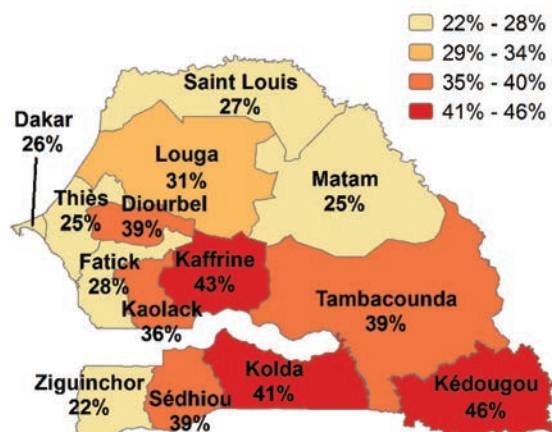 22% - 28%
29% - 34%
35% - 40%
41% - 46%
Saint Louis
27%
Dakar
26%
Louga
31%
Matam
25%
Thiès
25%
Diourbel
39%
Fatick
28%
Kaffrine
43%
Kaolack
36%
Tambacounda
39%
Ziguinchor
22%
Sédhiou
39%
Kolda
41%
Kédougou
46%